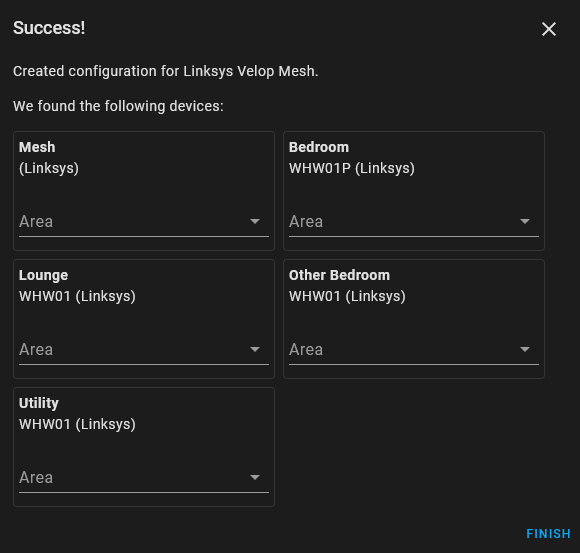 Success!
Created configuration for Linksys Velop Mesh.
We found the following devices:
Mesh
(Linksys)
Area
Bedroom
WHW01P (Linksys)
Area
Lounge
WHW01 (Linksys)
Area
Other Bedroom
WHW01 (Linksys)
Area
Utility
WHW01 (Linksys)
Area
FINISH